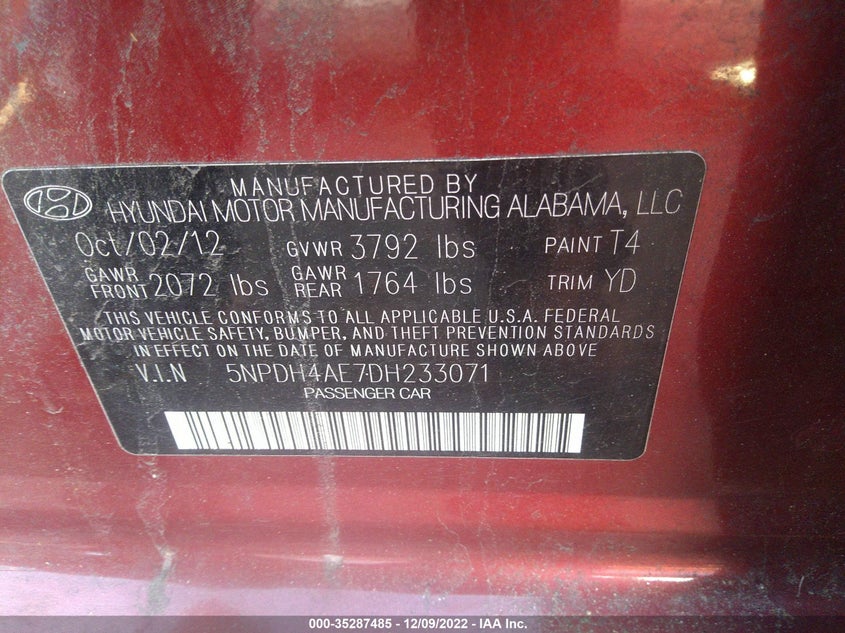 MANUFACTURED BY
HYUNDAI MOTOR MANUFACTURING ALABAMA, LLC
Oct/02/12 GVWR 3792 lbs PAINT T4
GAWR FRONT 2072 lbs GAWR REAR 1764 lbs TRIM YD
THIS VEHICLE CONFORMS TO ALL APPLICABLE U.S.A. FEDERAL
MOTOR VEHICLE SAFETY, BUMPER, AND THEFT PREVENTION STANDARDS
IN EFFECT ON THE DATE OF MANUFACTURE SHOWN ABOVE
V.I.N 5NPDH4AE7DH233071
PASSENGER CAR
000-35287485 - 12/09/2022 - IAA Inc.